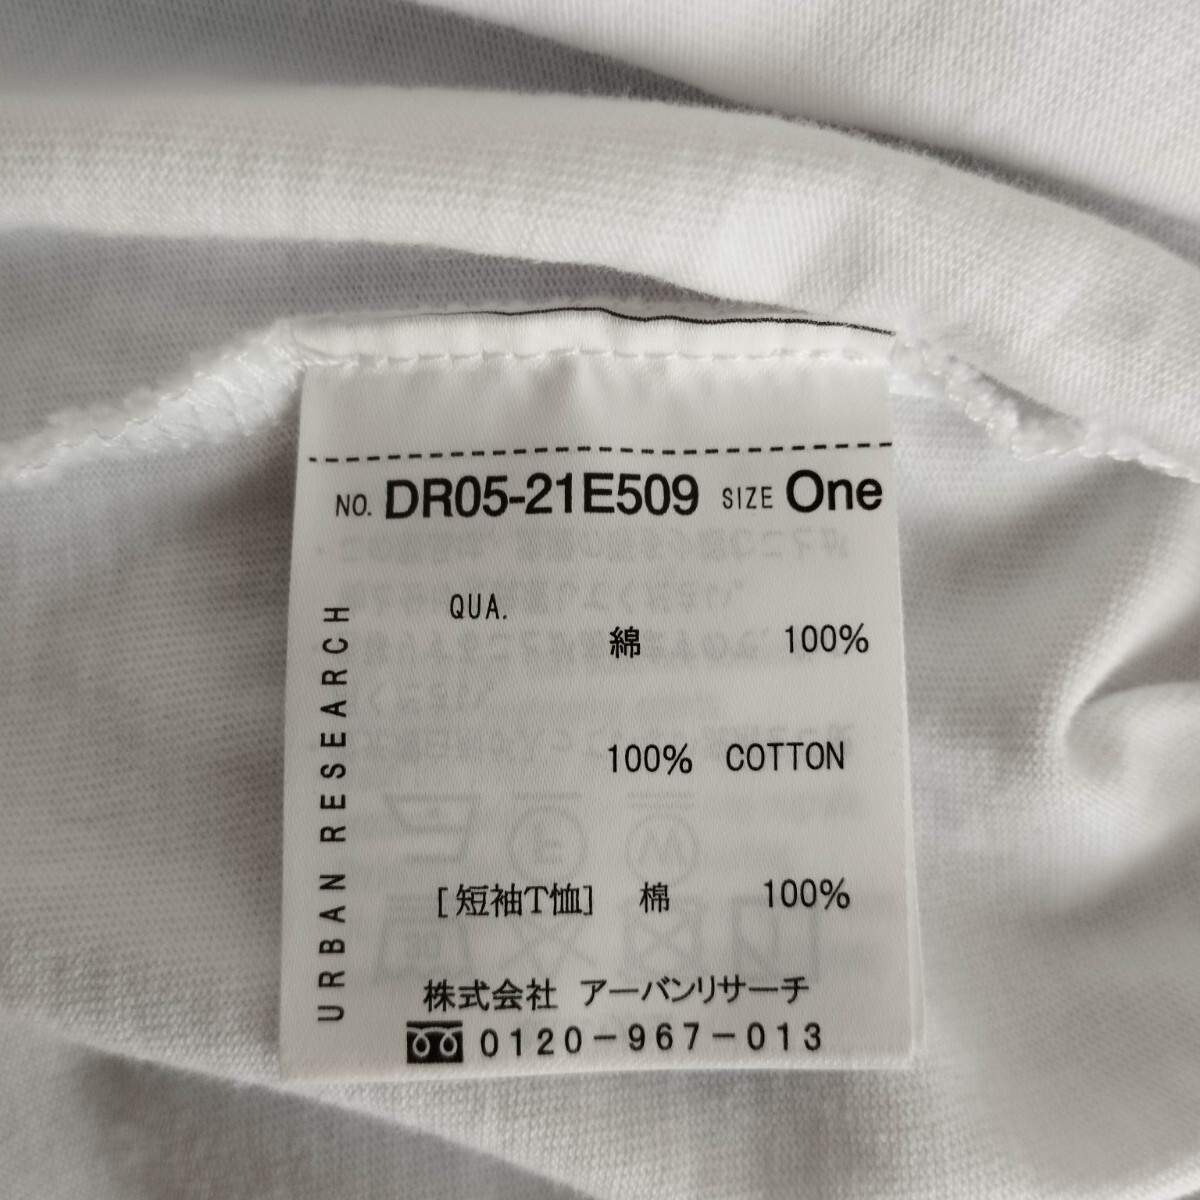 NO. DR05-21E509 SIZE One
QUA.
綿 100%
100% COTTON
[短袖T恤] 棉 100%
株式会社 アーバンリサーチ
0120-967-013
URBAN RESEARCH